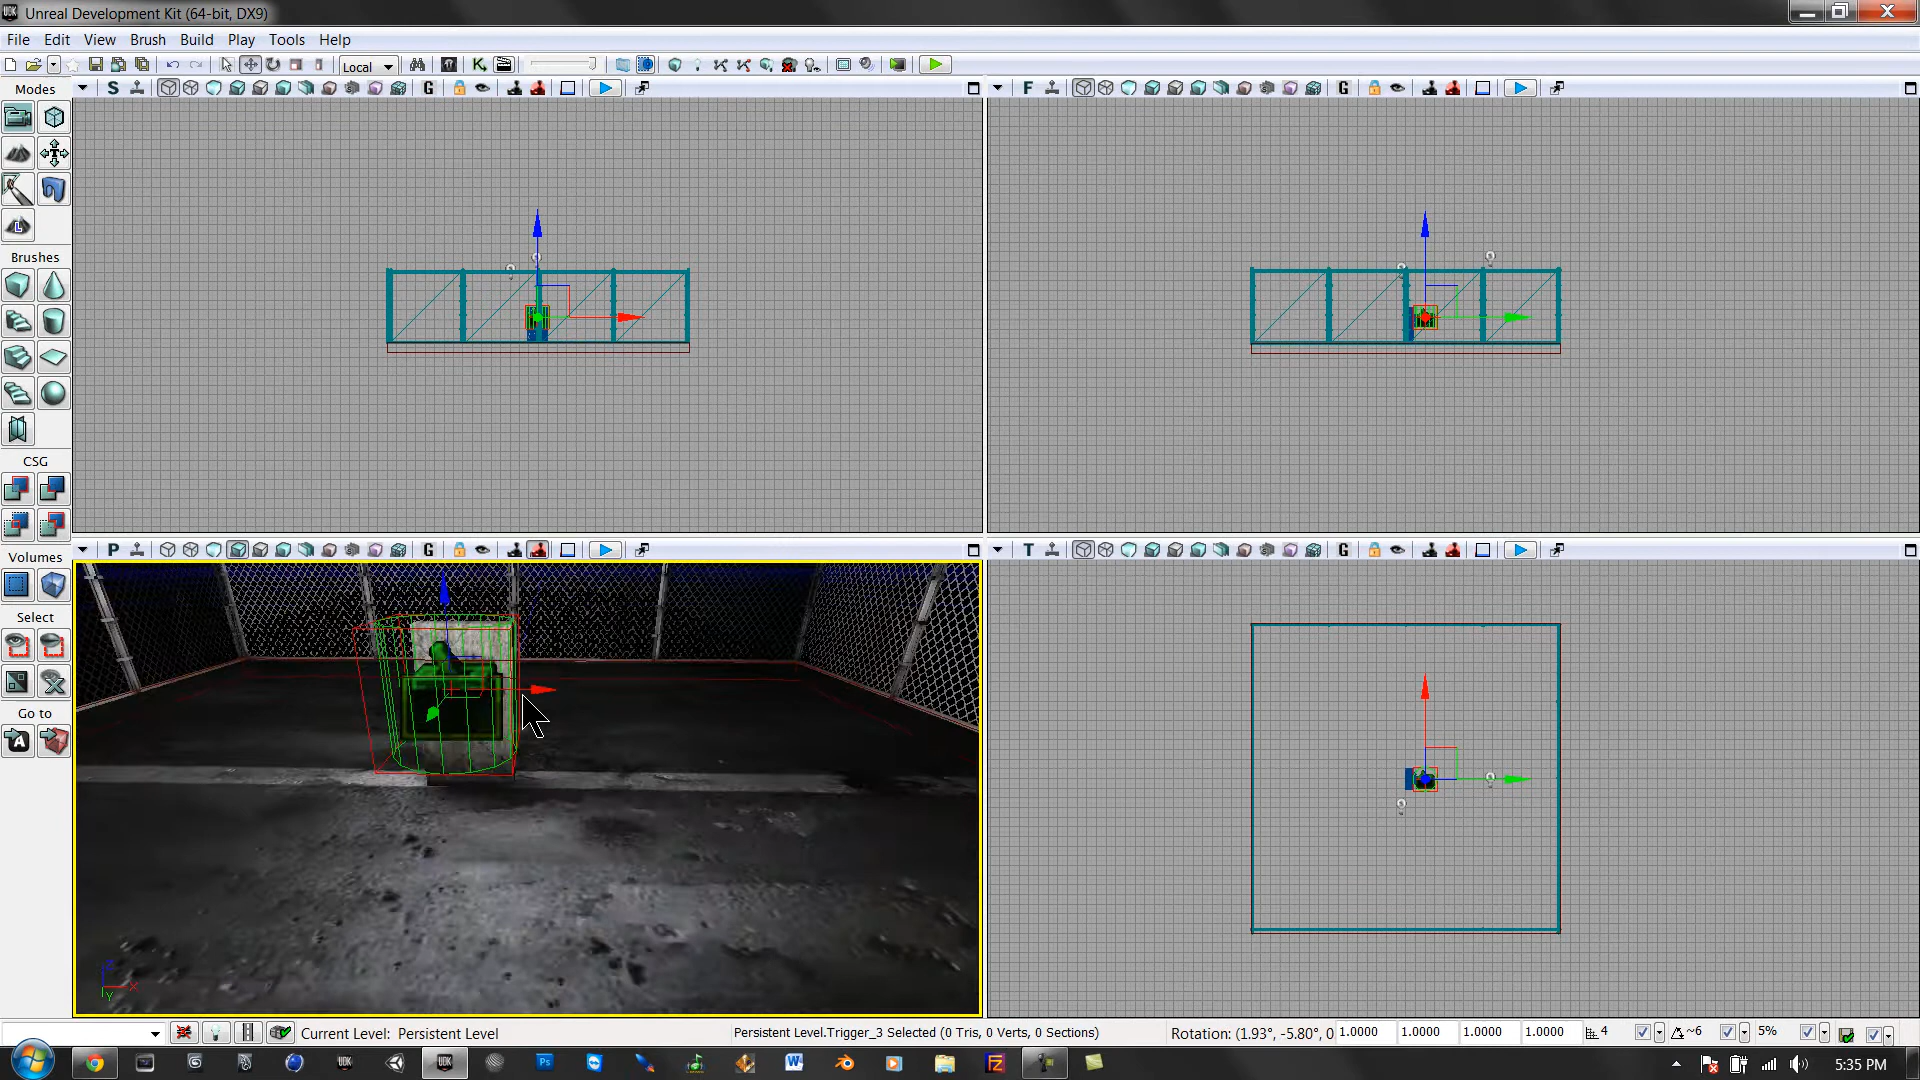 Unreal Development Kit (64-bit, DX9)
File Edit View Brush Build Play Tools Help
Local
Modes
S G
F G
Brushes
CSG
Volumes
P G
T G
Select
Go to
A
Z X Y
Current Level: Persistent Level
Persistent Level.Trigger_3 Selected (0 Tris, 0 Verts, 0 Sections)
Rotation: (1.93°, -5.80°, 0 1.0000 1.0000 1.0000 1.0000 4 ~6 5%
5:35 PM